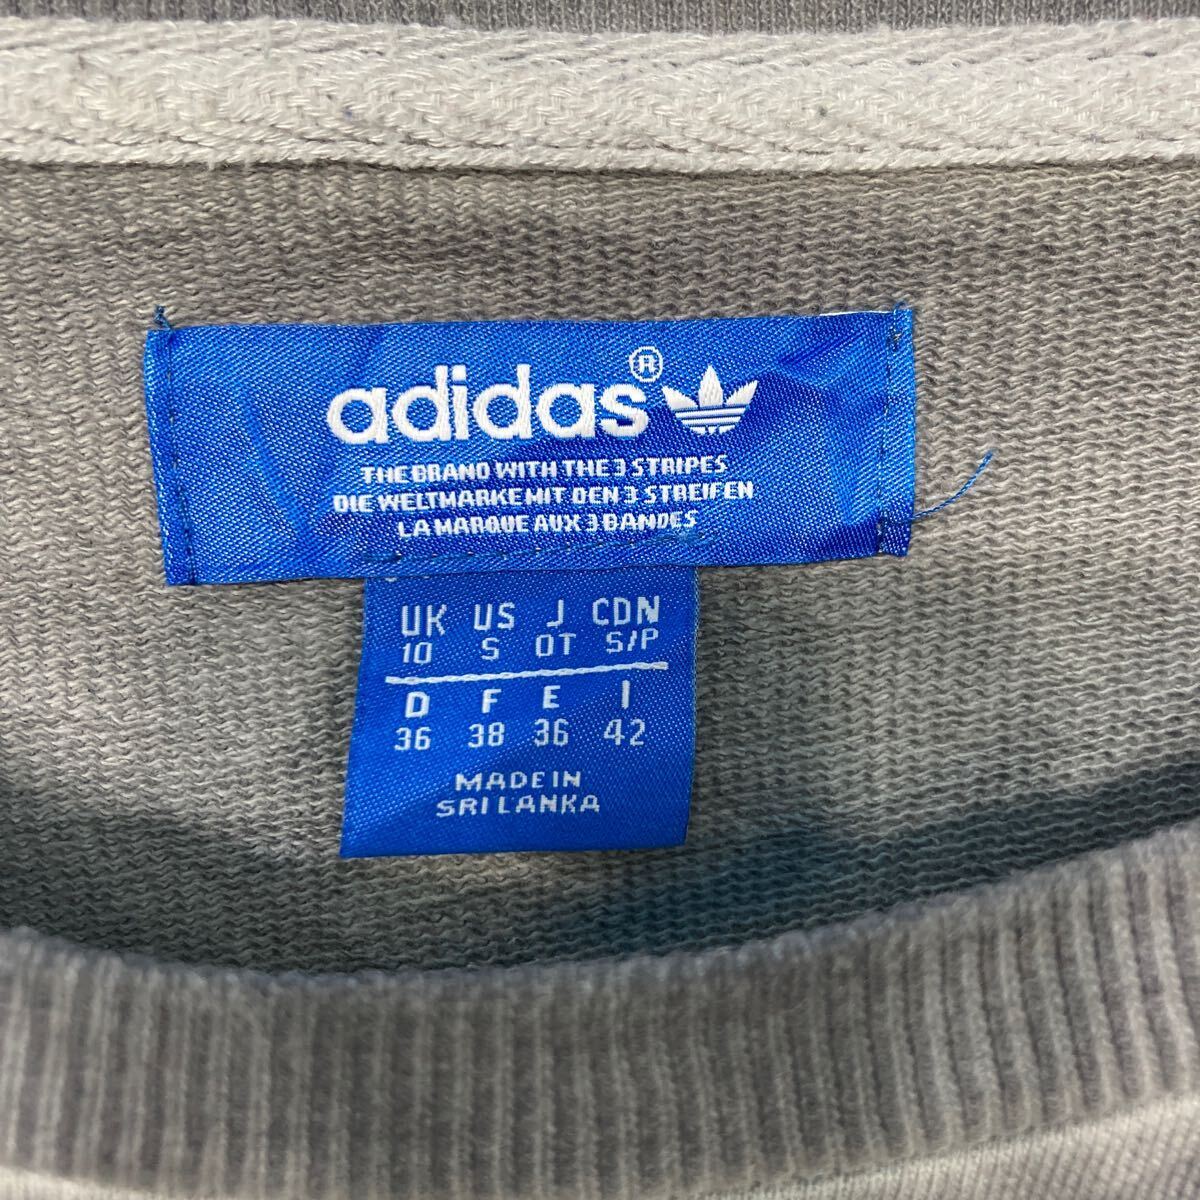 adidas®
THE BRAND WITH THE 3 STRIPES
DIE WELTMARKE MIT DEN 3 STREIFEN
LA MARQUE AUX 3 BANDES
UK US J CDN
10 S OT S/P
D F E I
36 38 36 42
MADE IN
SRI LANKA